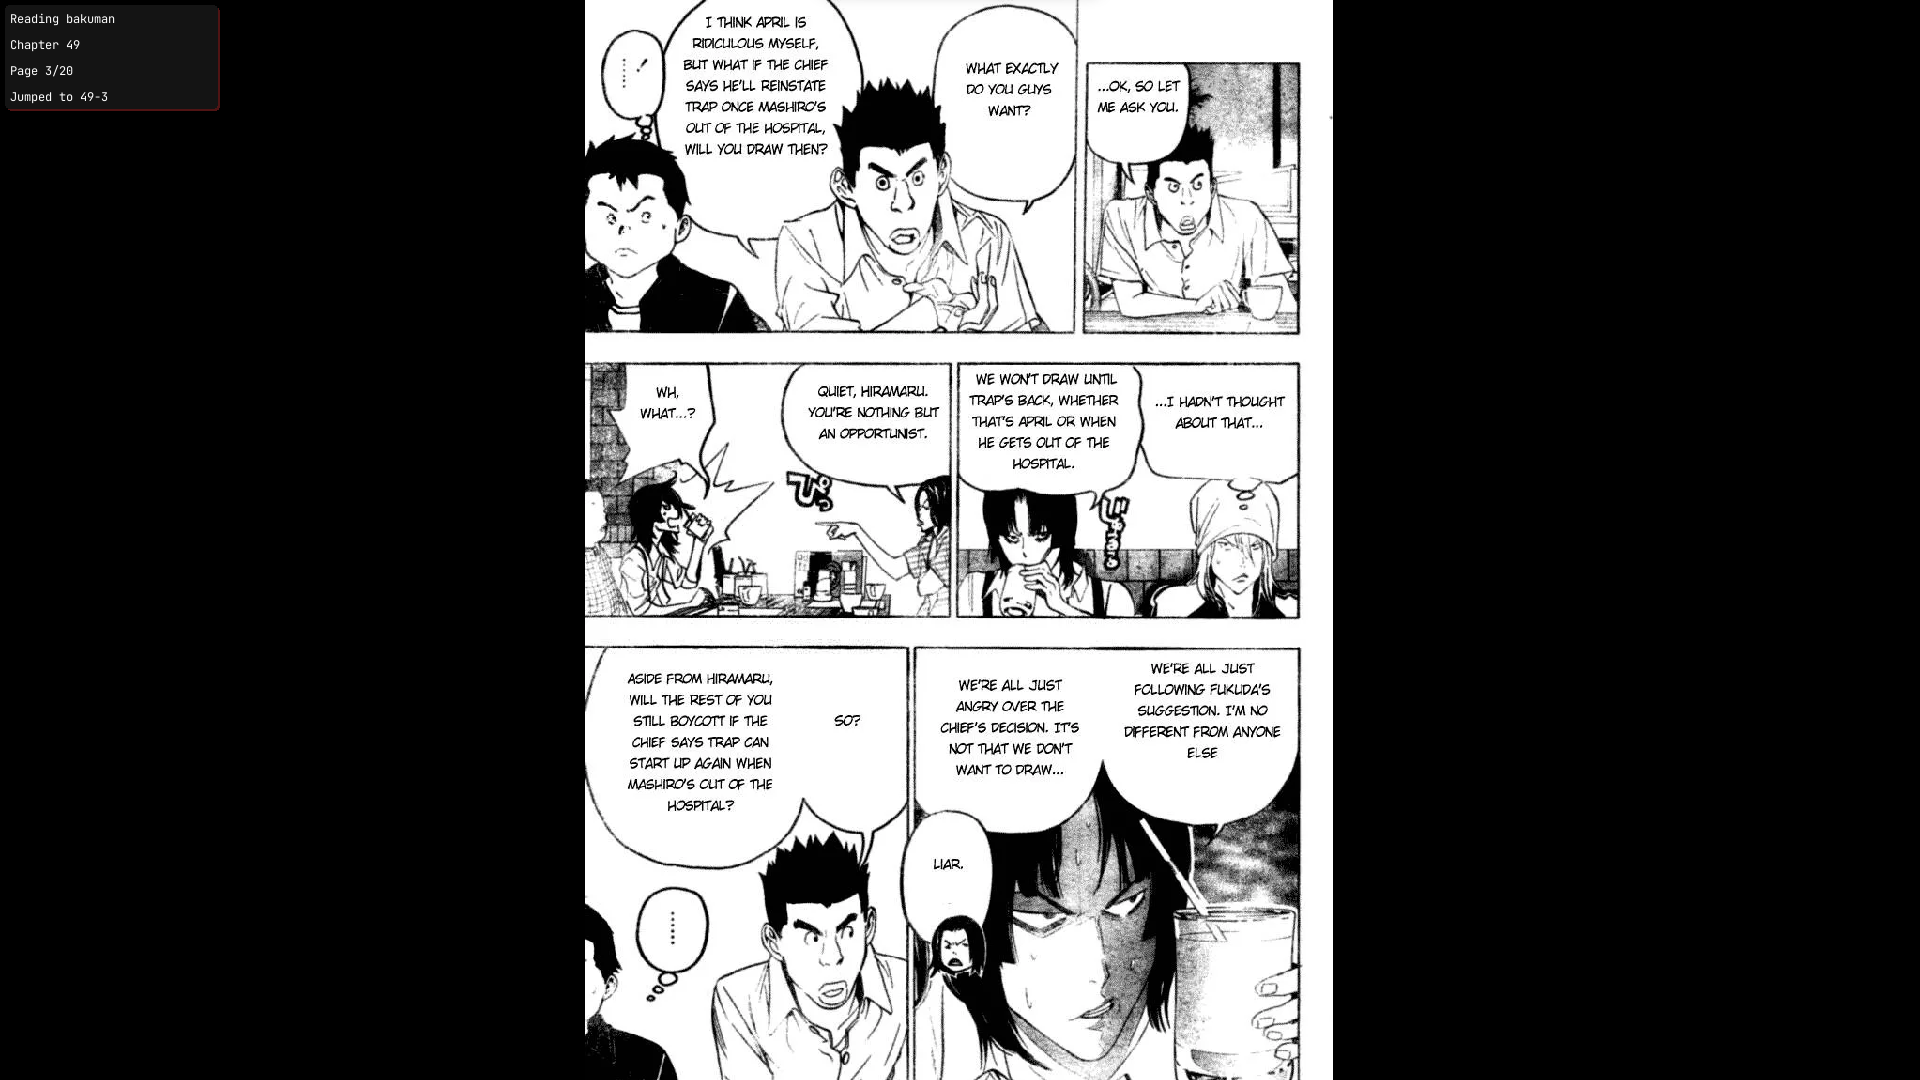 Reading bakuman
Chapter 49
Page 3/20
Jumped to 49-3
...OK, SO LET
ME ASK YOU.
WHAT EXACTLY
DO YOU GUYS
WANT?
I THINK APRIL IS
RIDICULOUS MYSELF,
BUT WHAT IF THE CHIEF
SAYS HE'LL REINSTATE
TRAP ONCE MASHIRO'S
OUT OF THE HOSPITAL,
WILL YOU DRAW THEN?
......!
...I HADN'T THOUGHT
ABOUT THAT...
WE WON'T DRAW UNTIL
TRAP'S BACK, WHETHER
THAT'S APRIL OR WHEN
HE GETS OUT OF THE
HOSPITAL.
QUIET, HIRAMARU.
YOU'RE NOTHING BUT
AN OPPORTUNIST.
ぴっ
WH,
WHAT...?
WE'RE ALL JUST
FOLLOWING FUKUDA'S
SUGGESTION. I'M NO
DIFFERENT FROM ANYONE
ELSE
WE'RE ALL JUST
ANGRY OVER THE
CHIEF'S DECISION. IT'S
NOT THAT WE DON'T
WANT TO DRAW...
LIAR.
SO?
ASIDE FROM HIRAMARU,
WILL THE REST OF YOU
STILL BOYCOTT IF THE
CHIEF SAYS TRAP CAN
START UP AGAIN WHEN
MASHIRO'S OUT OF THE
HOSPITAL?
......